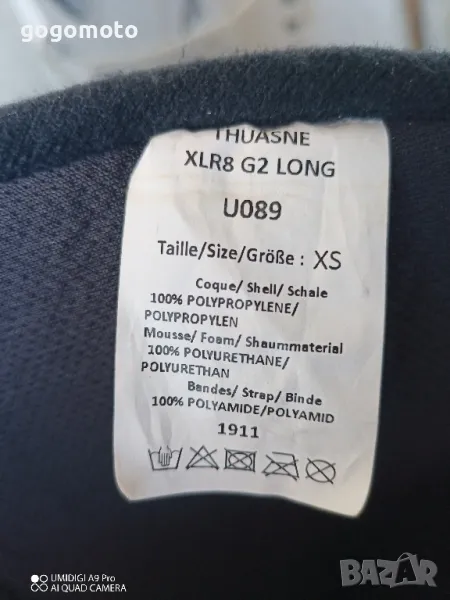 gogomoto
THUASNE
XLR8 G2 LONG
U089
Taille/Size/Größe : XS
Coque/ Shell/ Schale
100% POLYPROPYLENE/
POLYPROPYLEN
Mousse/ Foam/ Shaummaterial
100% POLYURETHANE/
POLYURETHAN
Bandes/ Strap/ Binde
100% POLYAMIDE/POLYAMID
1911
UMIDIGI A9 Pro
AI QUAD CAMERA
BAZAR